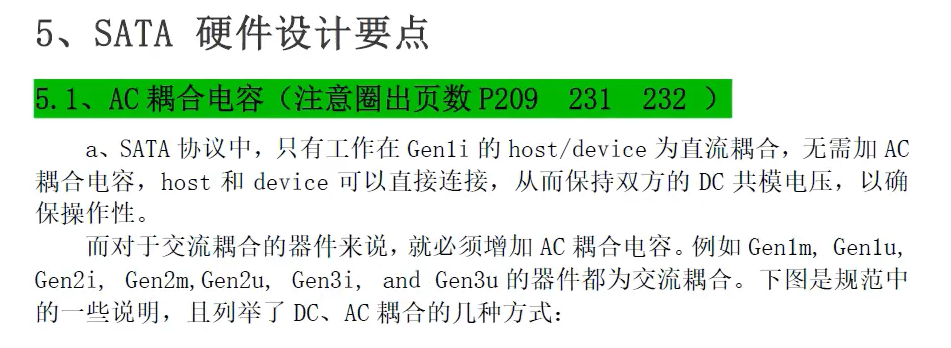 5、SATA 硬件设计要点
5.1、AC 耦合电容（注意圈出页数 P209 231 232 ）
a、SATA 协议中，只有工作在 Gen1i 的 host/device 为直流耦合，无需加 AC
耦合电容，host 和 device 可以直接连接，从而保持双方的 DC 共模电压，以确
保操作性。
而对于交流耦合的器件来说，就必须增加 AC 耦合电容。例如 Gen1m, Gen1u,
Gen2i, Gen2m,Gen2u, Gen3i, and Gen3u 的器件都为交流耦合。下图是规范中
的一些说明，且列举了 DC、AC 耦合的几种方式：